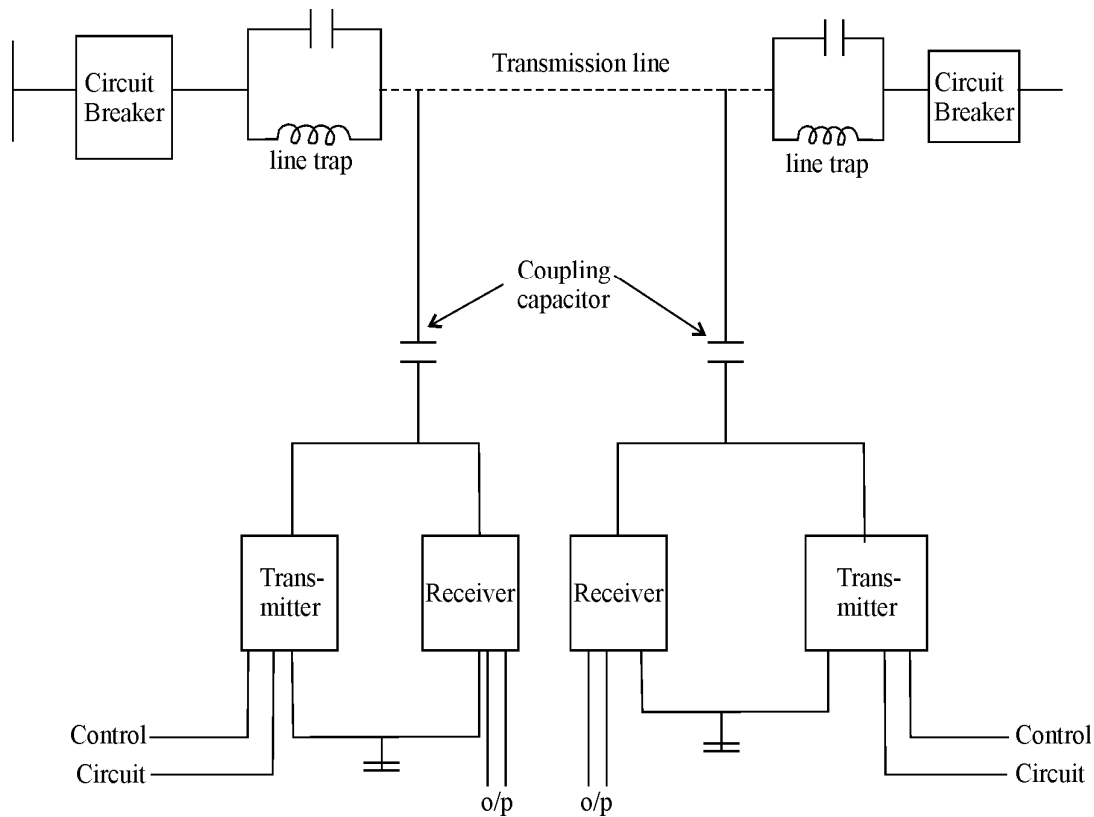 Transmission line
Circuit
Breaker
line trap
line trap
Circuit
Breaker
Coupling
capacitor
Trans-
mitter
Receiver
Receiver
Trans-
mitter
Control
Circuit
o/p
o/p
Control
Circuit